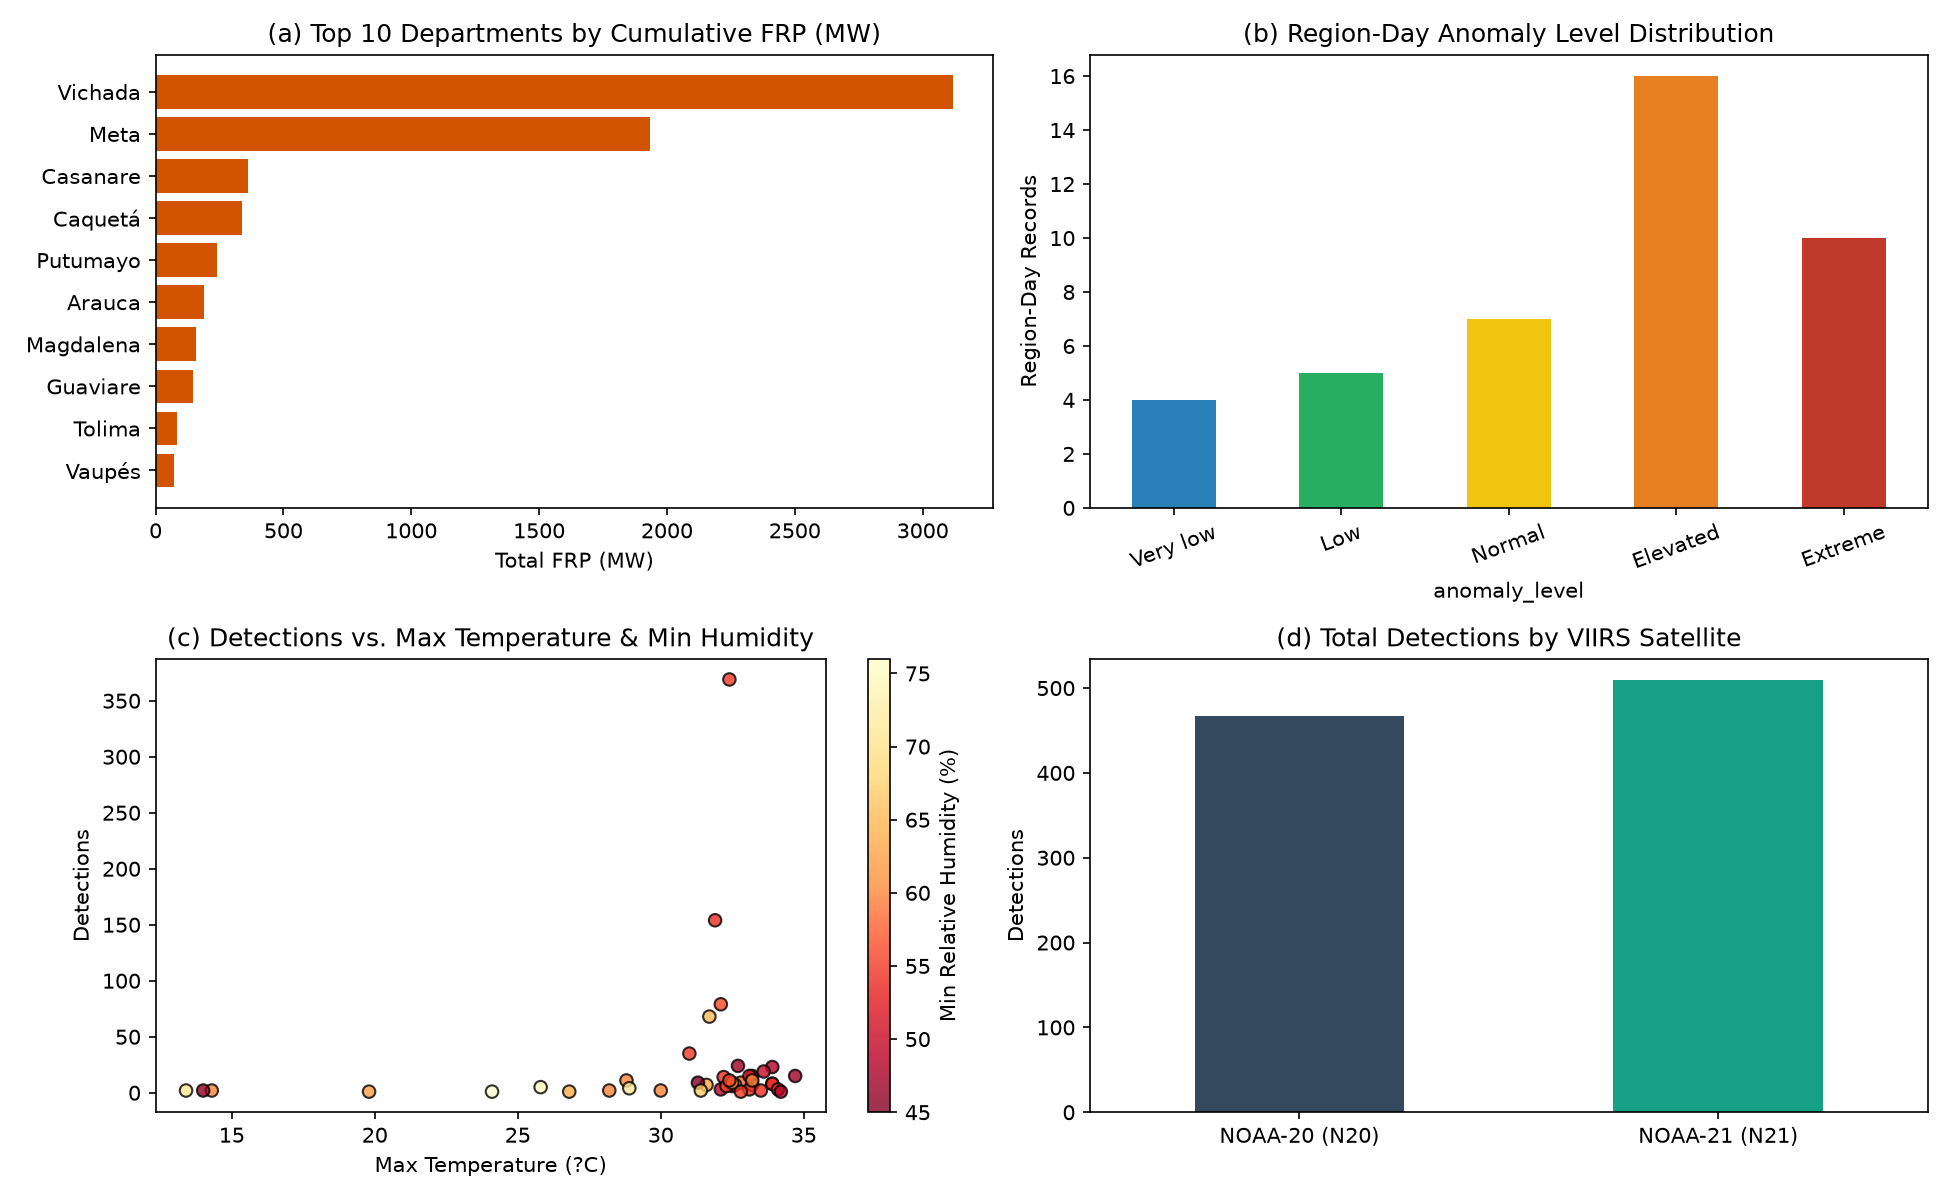 (a) Top 10 Departments by Cumulative FRP (MW)
Vichada
Meta
Casanare
Caquetá
Putumayo
Arauca
Magdalena
Guaviare
Tolima
Vaupés
0 500 1000 1500 2000 2500 3000
Total FRP (MW)
(b) Region-Day Anomaly Level Distribution
Region-Day Records
16
14
12
10
8
6
4
2
0
Very low Low Normal Elevated Extreme
anomaly_level
(c) Detections vs. Max Temperature & Min Humidity
Detections
350
300
250
200
150
100
50
0
15 20 25 30 35
Max Temperature (?C)
75
70
65
60
55
50
45
Min Relative Humidity (%)
(d) Total Detections by VIIRS Satellite
Detections
500
400
300
200
100
0
NOAA-20 (N20) NOAA-21 (N21)